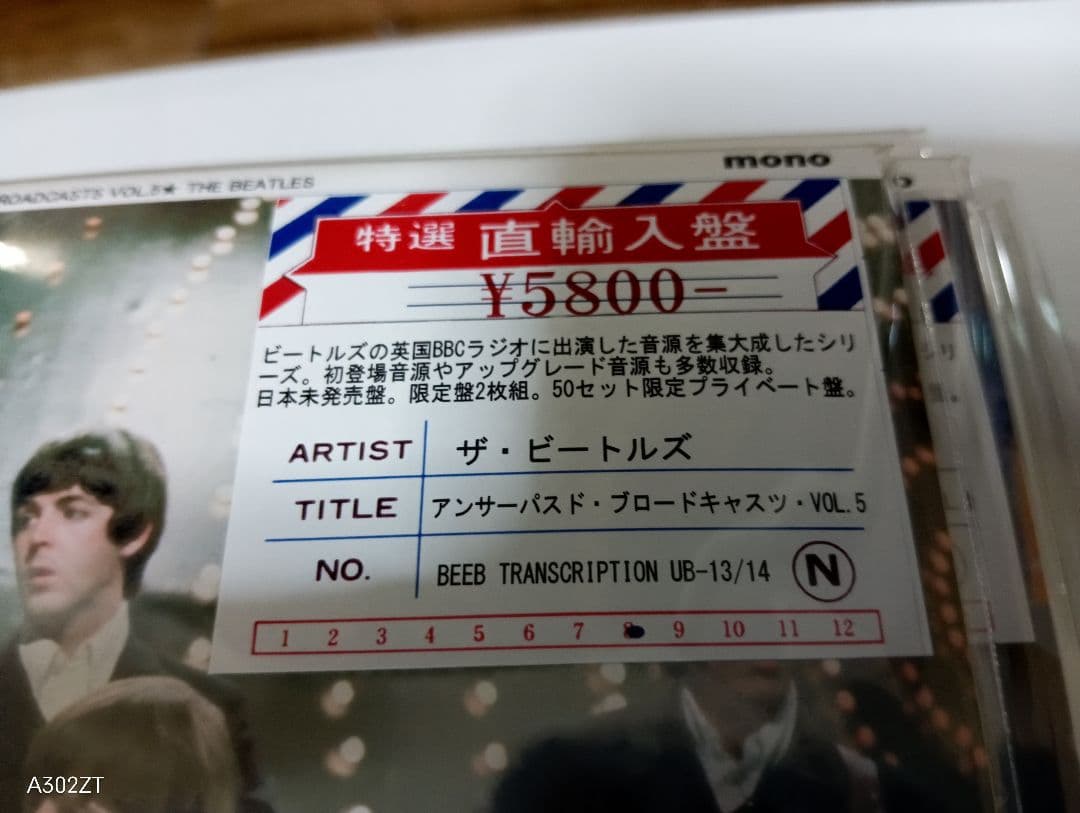 mono
ROADCASTS VOL.5★ THE BEATLES
特選 直輸入盤
¥5800-
ビートルズの英国BBCラジオに出演した音源を集大成したシリ
ーズ。初登場音源やアップグレード音源も多数収録。
日本未発売盤。限定盤2枚組。50セット限定プライベート盤。
ARTIST ザ・ビートルズ
TITLE アンサーパスド・ブロードキャスツ・VOL.5
NO. BEEB TRANSCRIPTION UB-13/14 N
1 2 3 4 5 6 7 8 9 10 11 12
シリ
A302ZT